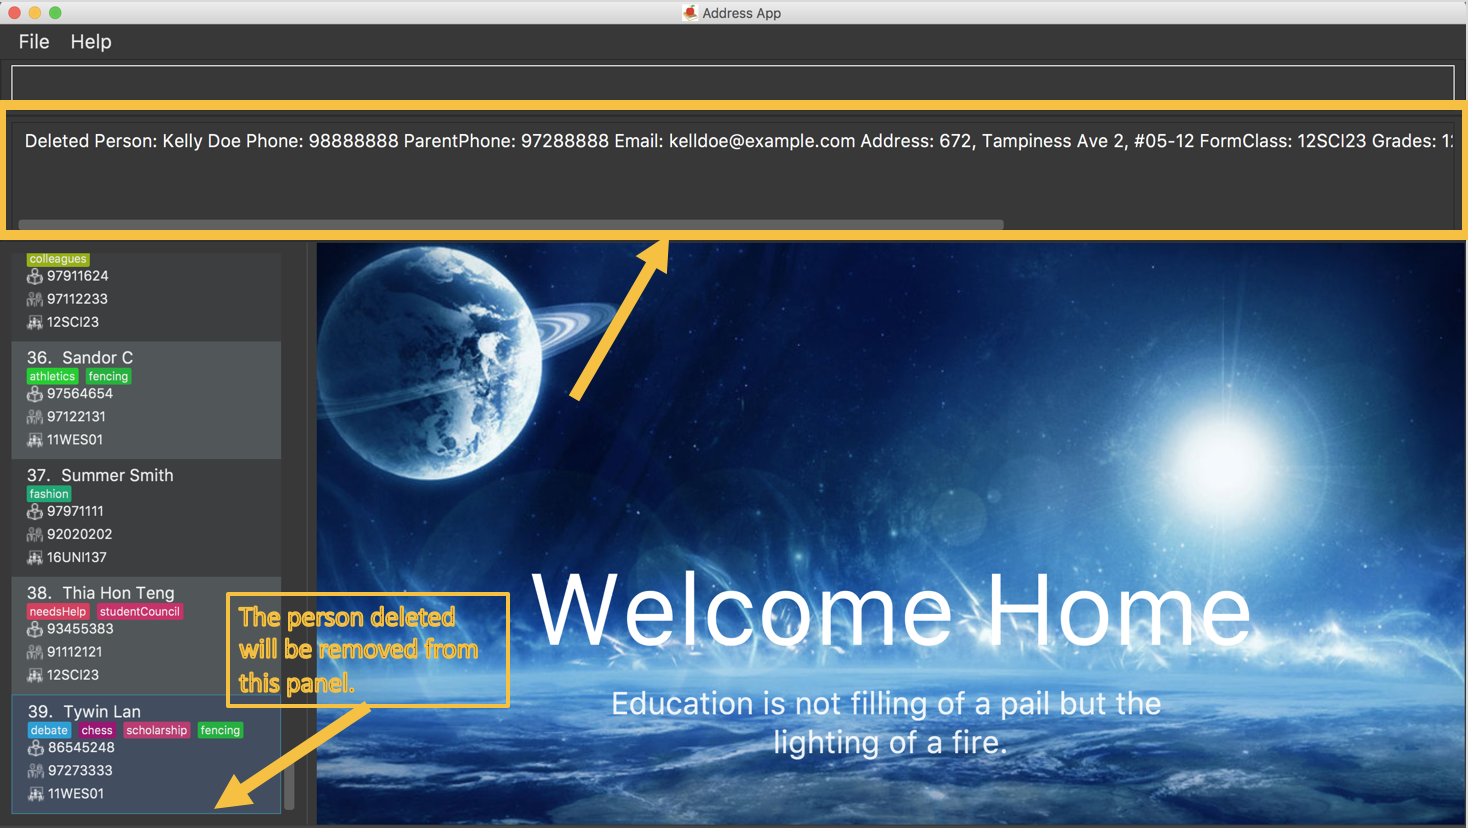 Address App
File Help
Deleted Person: Kelly Doe Phone: 98888888 ParentPhone: 97288888 Email: kelldoe@example.com Address: 672, Tampiness Ave 2, #05-12 FormClass: 12SCI23 Grades: 1
colleagues
97911624
97112233
12SCI23
36. Sandor C
athletics fencing
97564654
97122131
11WES01
37. Summer Smith
fashion
97971111
92020202
16UNI137
38. Thia Hon Teng
needsHelp studentCouncil
93455383
91112121
12SCI23
39. Tywin Lan
debate chess scholarship fencing
86545248
97273333
11WES01
The person deleted
will be removed from
this panel.
Welcome Home
Education is not filling of a pail but the
lighting of a fire.